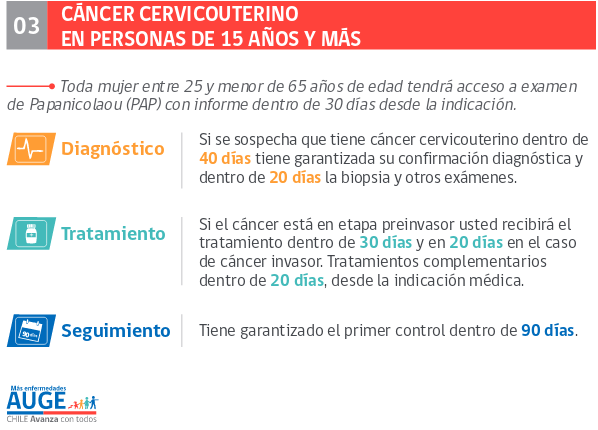 03
CÁNCER CERVICOUTERINO
EN PERSONAS DE 15 AÑOS Y MÁS
Toda mujer entre 25 y menor de 65 años de edad tendrá acceso a examen
de Papanicolaou (PAP) con informe dentro de 30 días desde la indicación.
Diagnóstico
Si se sospecha que tiene cáncer cervicouterino dentro de
40 días tiene garantizada su confirmación diagnóstica y
dentro de 20 días la biopsia y otros exámenes.
Tratamiento
Si el cáncer está en etapa preinvasor usted recibirá el
tratamiento dentro de 30 días y en 20 días en el caso
de cáncer invasor. Tratamientos complementarios
dentro de 20 días, desde la indicación médica.
90 días
Seguimiento
Tiene garantizado el primer control dentro de 90 días.
Más enfermedades
AUGE
CHILE Avanza con todos